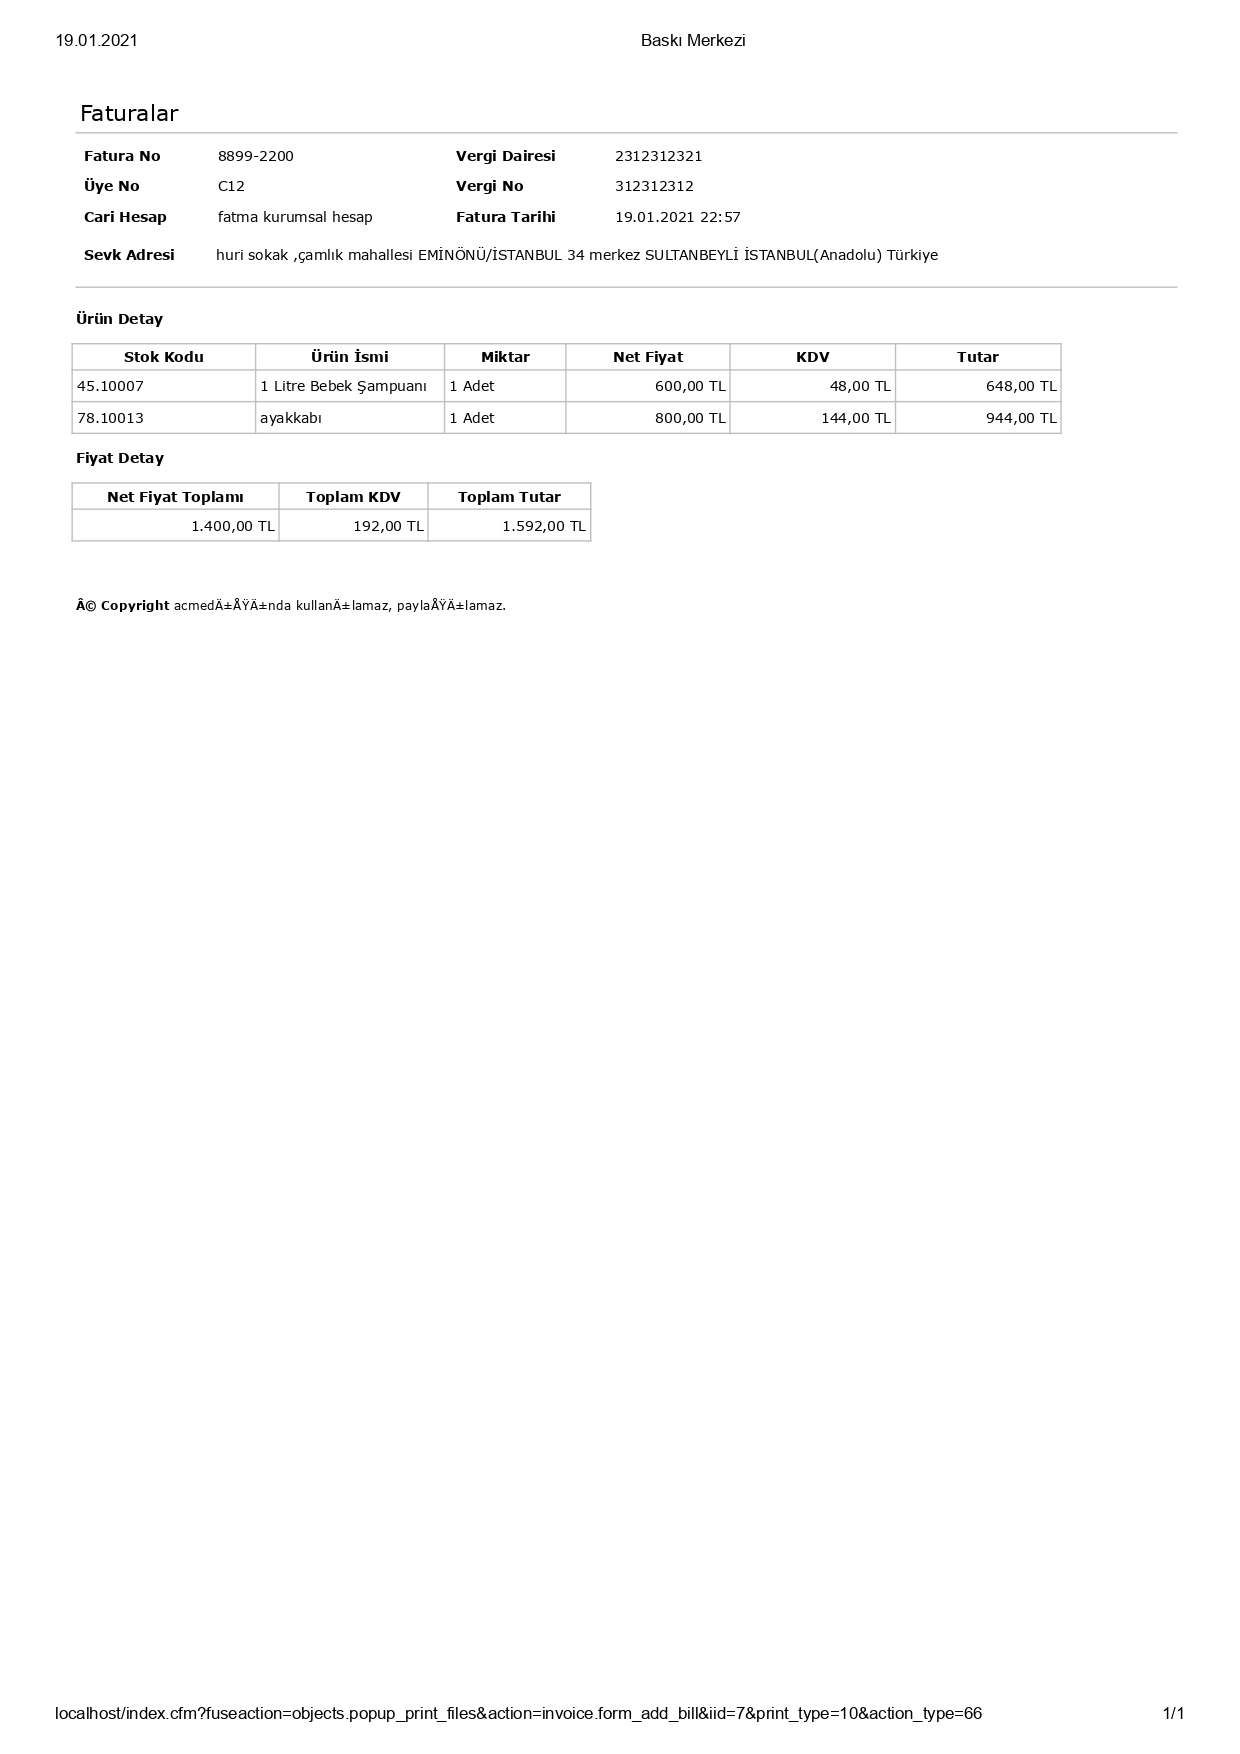 19.01.2021 Baskı Merkezi
Faturalar
Fatura No 8899-2200 Vergi Dairesi 2312312321
Üye No C12 Vergi No 312312312
Cari Hesap fatma kurumsal hesap Fatura Tarihi 19.01.2021 22:57
Sevk Adresi huri sokak ,çamlık mahallesi EMİNÖNÜ/İSTANBUL 34 merkez SULTANBEYLİ İSTANBUL(Anadolu) Türkiye
Ürün Detay
Stok Kodu Ürün İsmi Miktar Net Fiyat KDV Tutar
45.10007 1 Litre Bebek Şampuanı 1 Adet 600,00 TL 48,00 TL 648,00 TL
78.10013 ayakkabı 1 Adet 800,00 TL 144,00 TL 944,00 TL
Fiyat Detay
Net Fiyat Toplamı Toplam KDV Toplam Tutar
1.400,00 TL 192,00 TL 1.592,00 TL
Â© Copyright acmedÄ±ÅŸÄ±nda kullanÄ±lamaz, paylaÅŸÄ±lamaz.
localhost/index.cfm?fuseaction=objects.popup_print_files&action=invoice.form_add_bill&iid=7&print_type=10&action_type=66 1/1